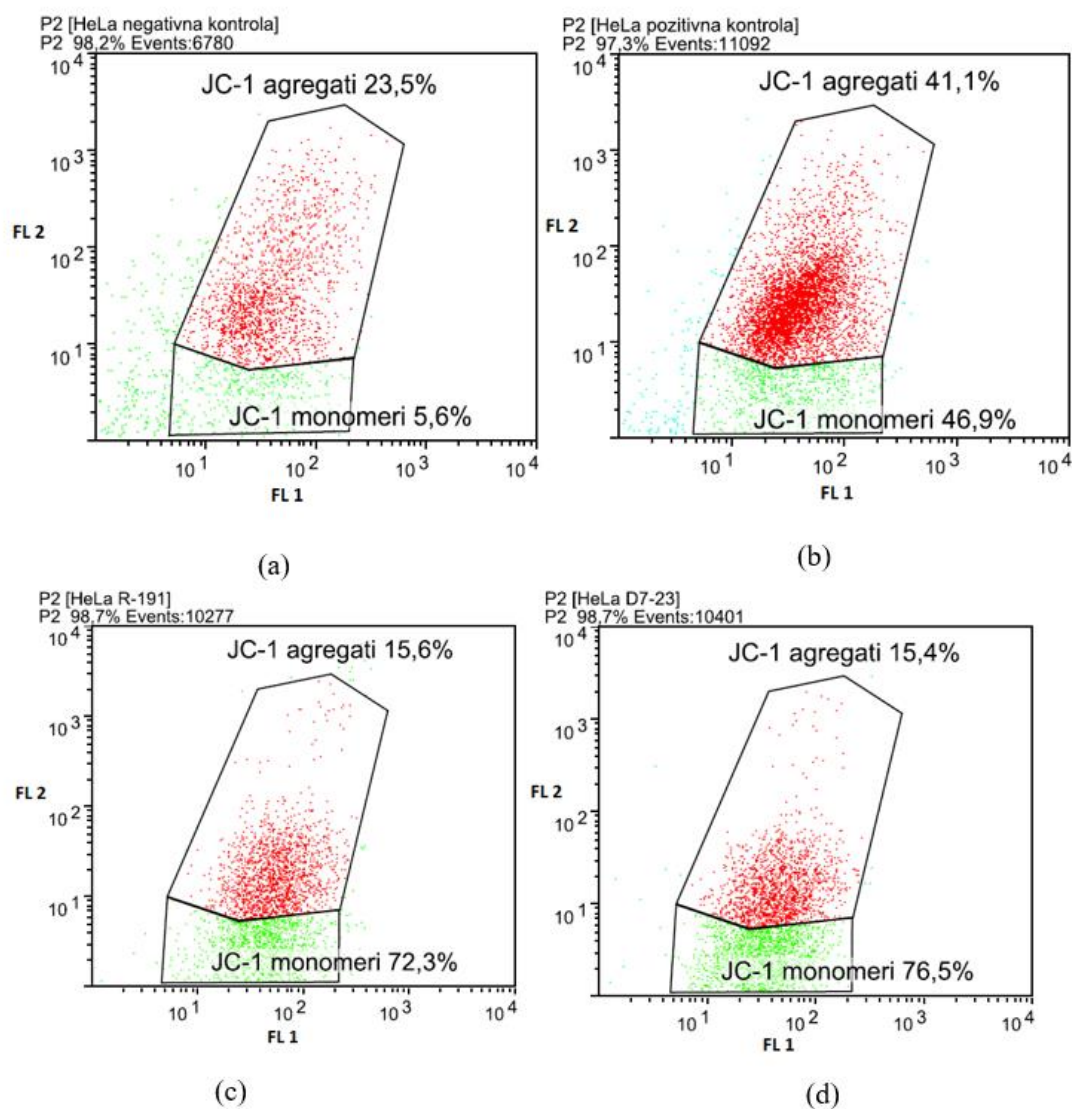 P2 [HeLa negativna kontrola]
P2 98,2% Events:6780
10^4
JC-1 agregati 23,5%
10^3
FL 2
10^2
10^1
JC-1 monomeri 5,6%
10^1 10^2 10^3 10^4
FL 1
(a)
P2 [HeLa pozitivna kontrola]
P2 97,3% Events:11092
10^4
JC-1 agregati 41,1%
10^3
FL 2
10^2
10^1
JC-1 monomeri 46,9%
10^1 10^2 10^3 10^4
FL 1
(b)
P2 [HeLa R-191]
P2 98,7% Events:10277
10^4
JC-1 agregati 15,6%
10^3
FL 2
10^2
10^1
JC-1 monomeri 72,3%
10^1 10^2 10^3 10^4
FL 1
(c)
P2 [HeLa D7-23]
P2 98,7% Events:10401
10^4
JC-1 agregati 15,4%
10^3
FL 2
10^2
10^1
JC-1 monomeri 76,5%
10^1 10^2 10^3 10^4
FL 1
(d)